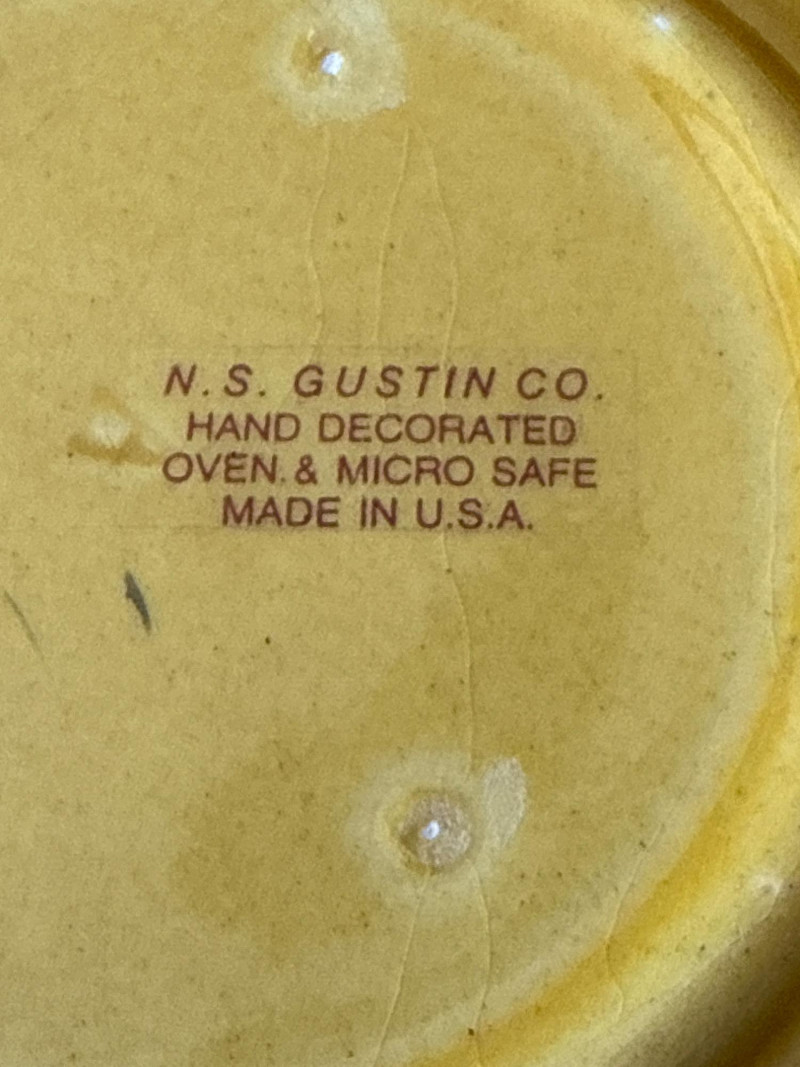 N. S. GUSTIN CO.
HAND DECORATED
OVEN & MICRO SAFE
MADE IN U.S.A.